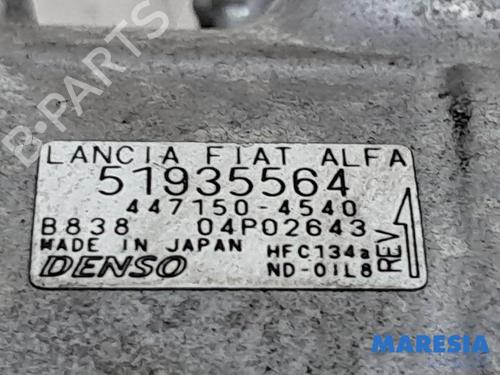 B-PARTS
LANCIA FIAT ALFA
51935564
447150-4540
B838 04P02643
MADE IN JAPAN HFC134a
DENSO ND-OIL8
REV
MARESIA